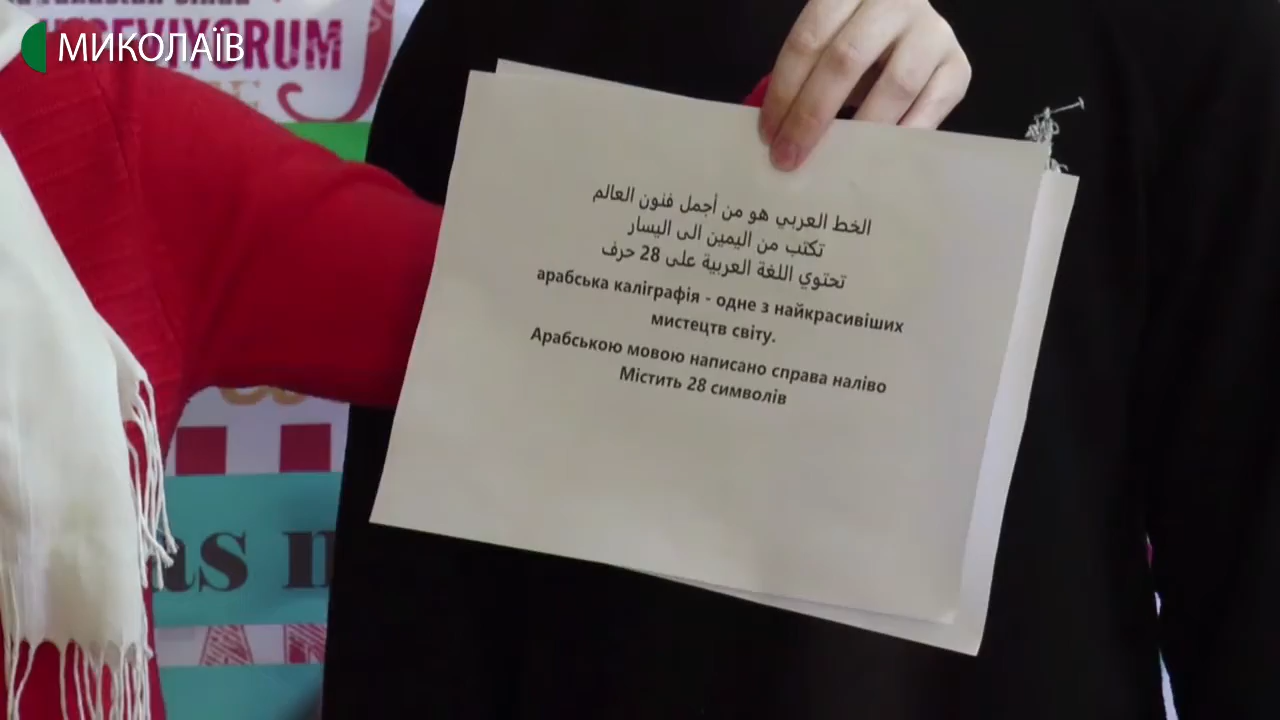 МИКОЛАЇВ
الخط العربي هو من أجمل فنون العالم
تكتب من اليمين الى اليسار
تحتوي اللغة العربية على 28 حرف
арабська каліграфія - одне з найкрасивіших
мистецтв світу.
Арабською мовою написано справа наліво
Містить 28 символів
as